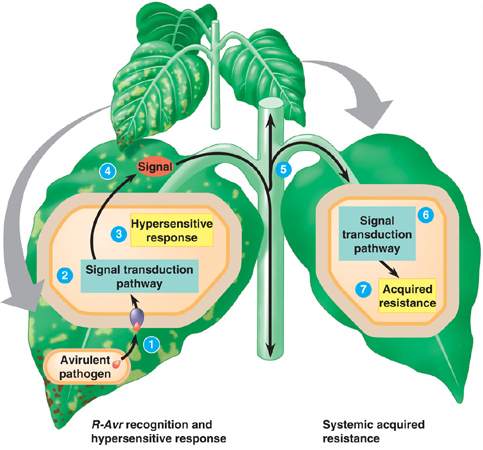 4
Signal
5
3
Hypersensitive
response
2
Signal transduction
pathway
1
Avirulent
pathogen
6
Signal
transduction
pathway
7
Acquired
resistance
R-Avr recognition and
hypersensitive response
Systemic acquired
resistance